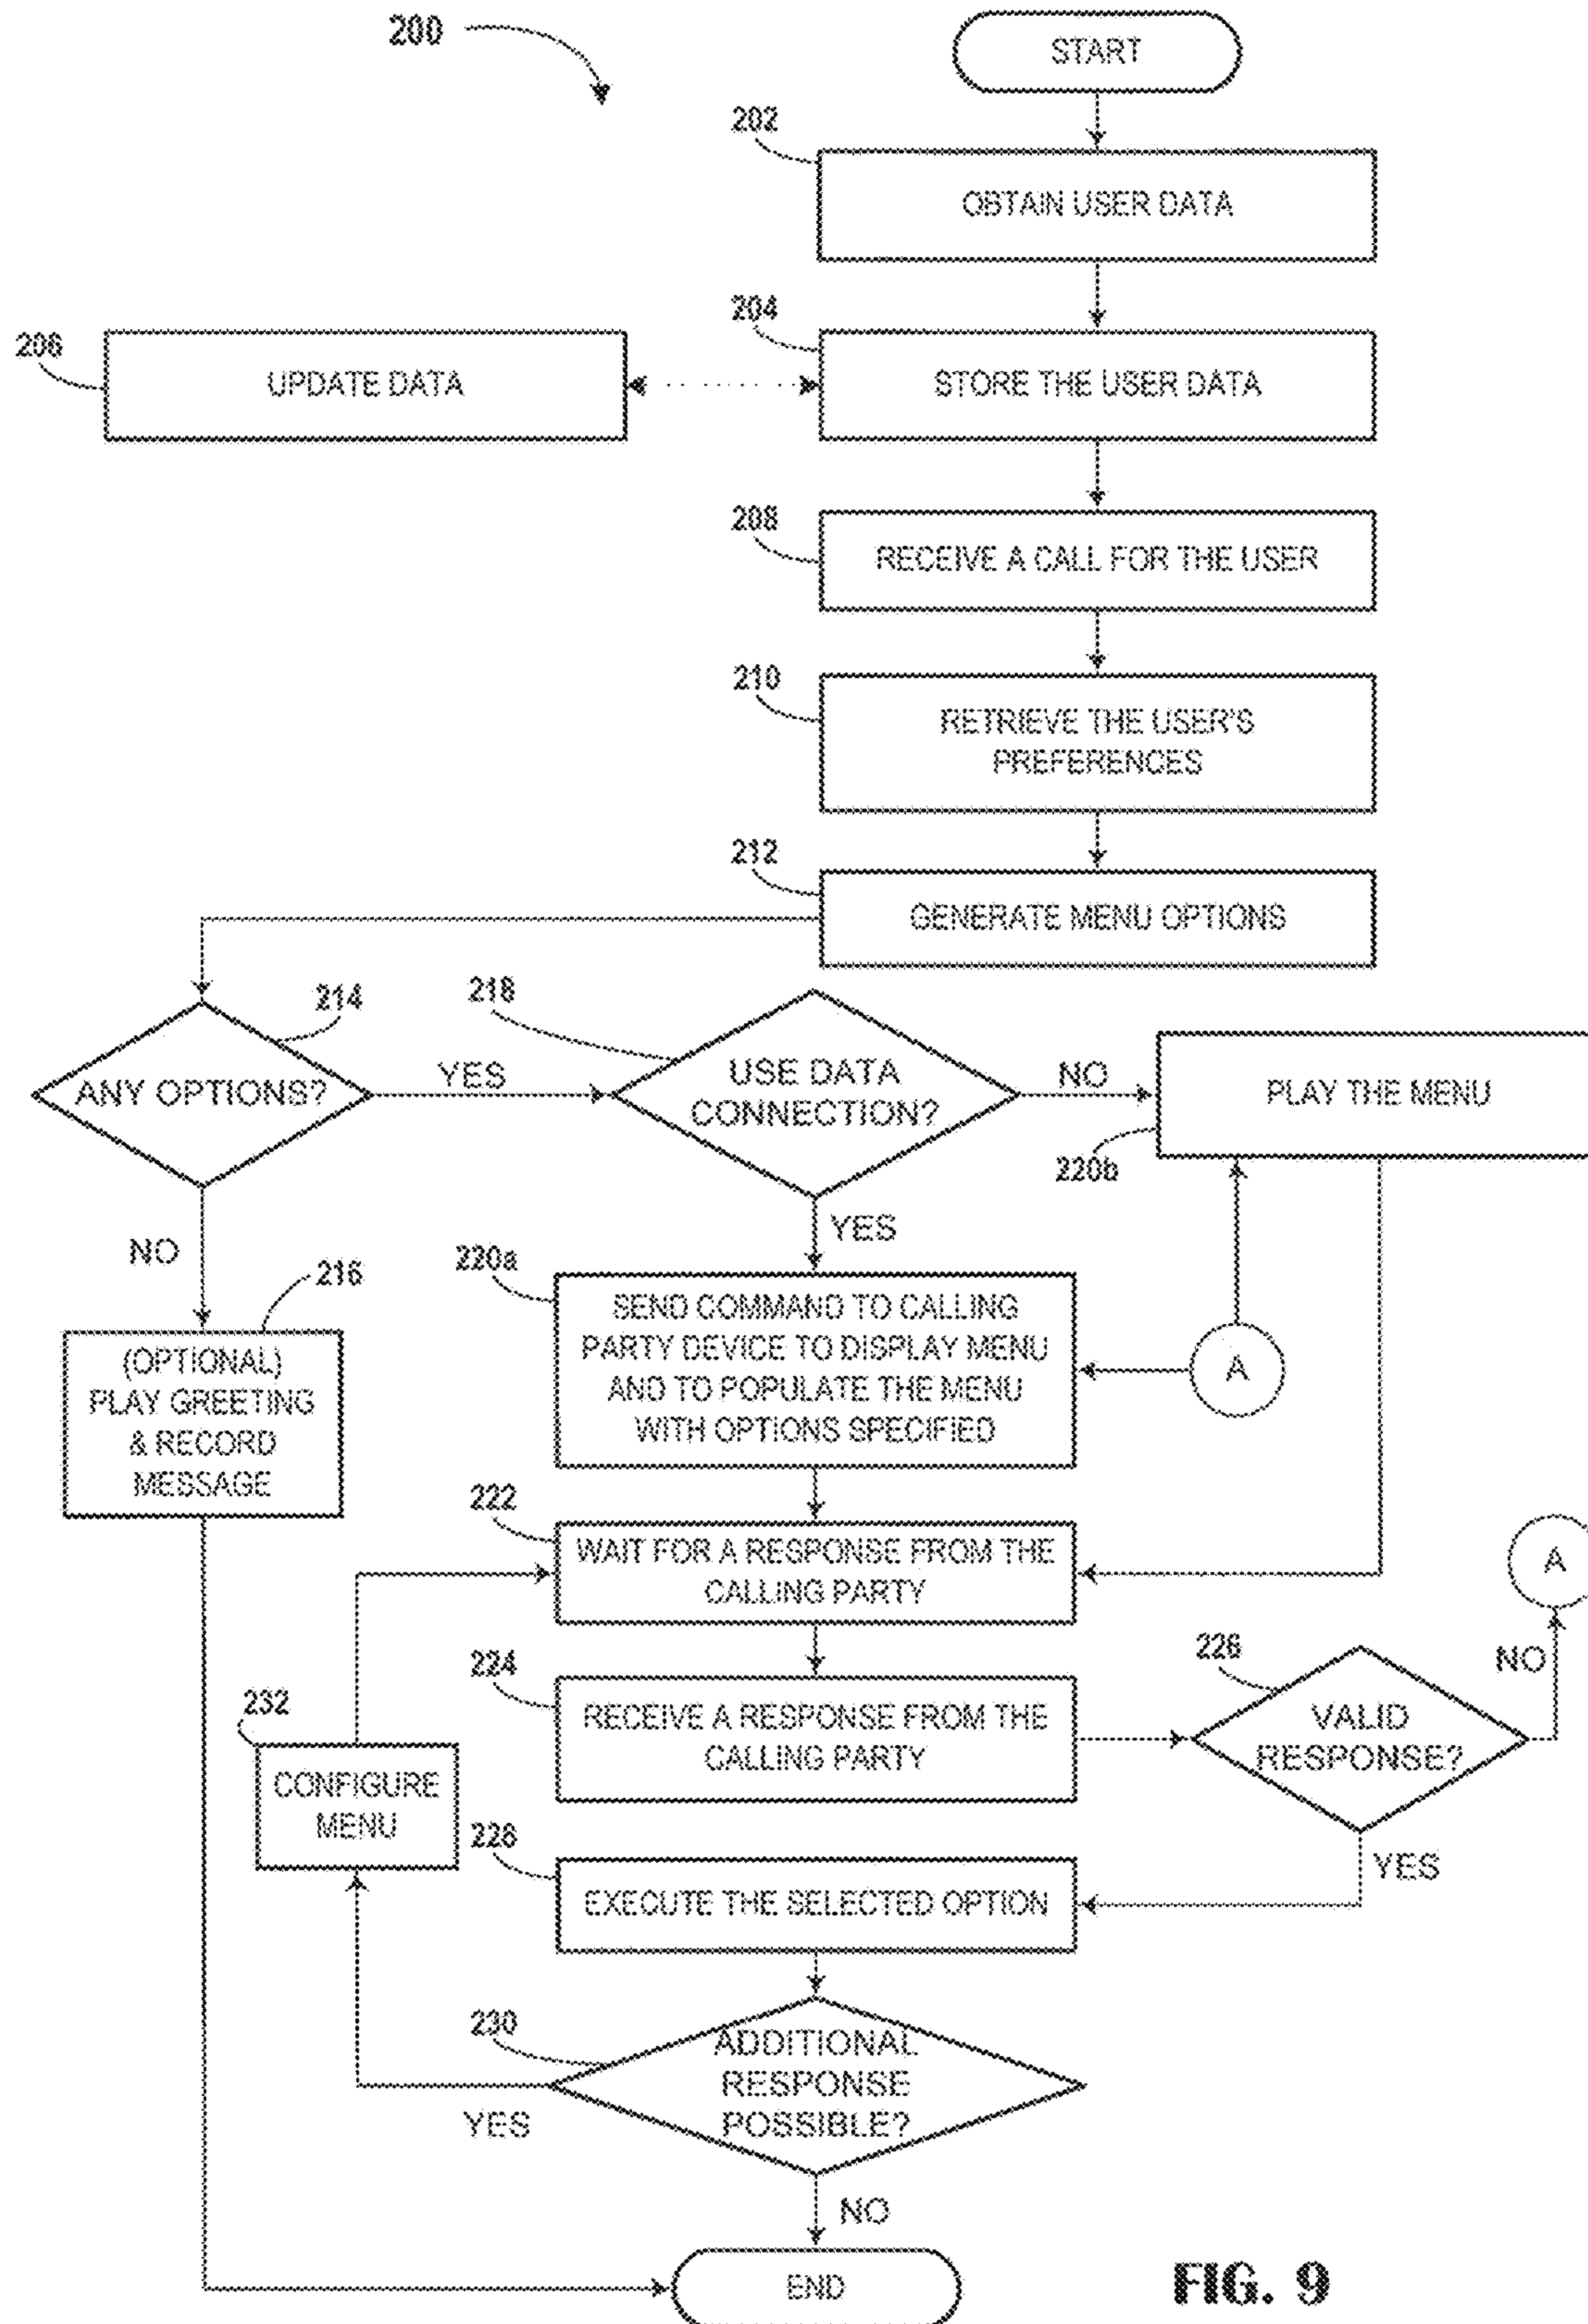 200
START
202
OBTAIN USER DATA
204
206
UPDATE DATA
STORE THE USER DATA
208
RECEIVE A CALL FOR THE USER
210
RETRIEVE THE USER'S
PREFERENCES
212
GENERATE MENU OPTIONS
214
ANY OPTIONS?
YES
218
USE DATA
CONNECTION?
NO
PLAY THE MENU
220b
NO
YES
216
(OPTIONAL)
PLAY GREETING
& RECORD
MESSAGE
220a
SEND COMMAND TO CALLING
PARTY DEVICE TO DISPLAY MENU
AND TO POPULATE THE MENU
WITH OPTIONS SPECIFIED
A
222
WAIT FOR A RESPONSE FROM THE
CALLING PARTY
A
224
RECEIVE A RESPONSE FROM THE
CALLING PARTY
226
VALID
RESPONSE?
NO
YES
232
CONFIGURE
MENU
228
EXECUTE THE SELECTED OPTION
230
ADDITIONAL
RESPONSE
POSSIBLE?
YES
NO
END
FIG. 9